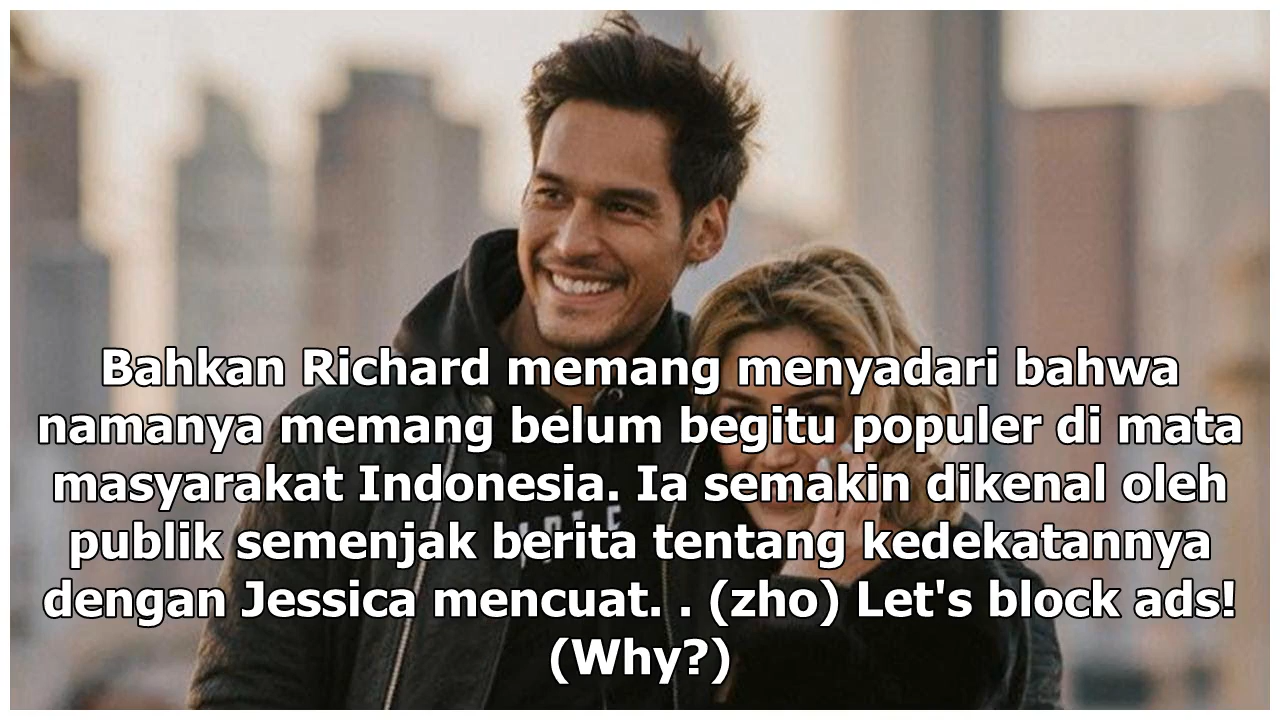 Bahkan Richard memang menyadari bahwa
namanya memang belum begitu populer di mata
masyarakat Indonesia. Ia semakin dikenal oleh
publik semenjak berita tentang kedekatannya
dengan Jessica mencuat. . (zho) Let's block ads!
(Why?)